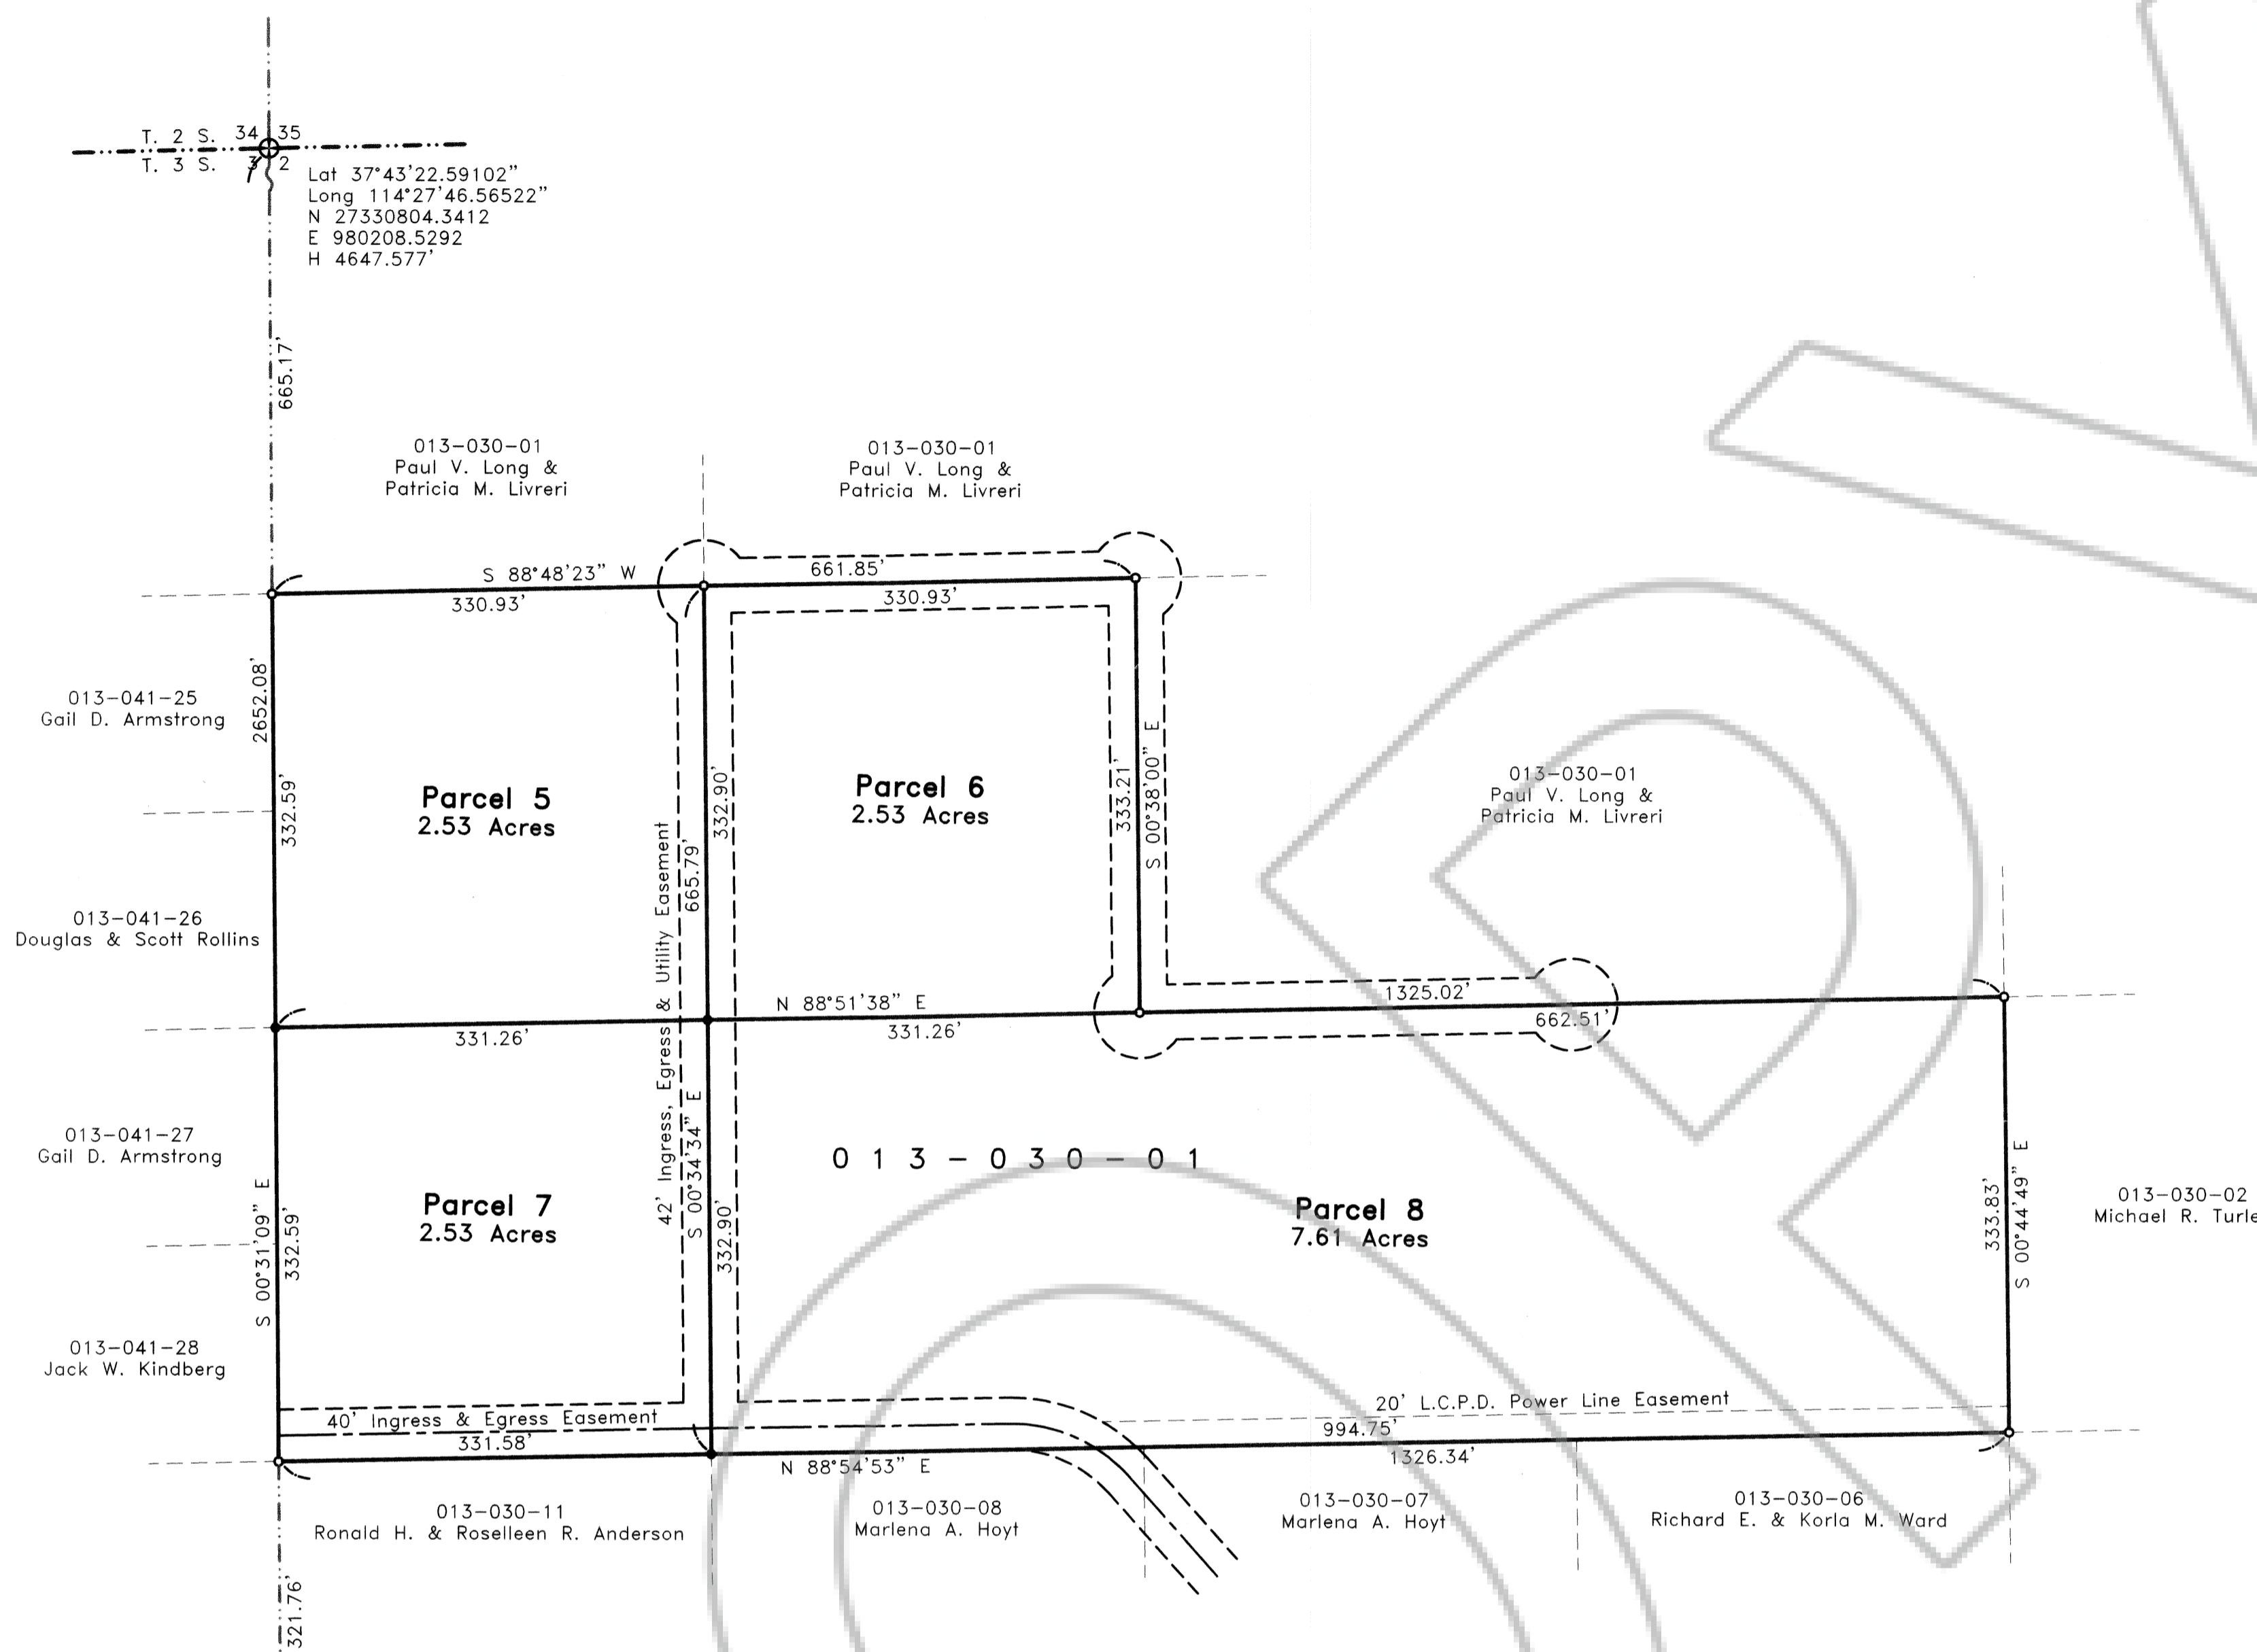 T. 2 S. 34 35
T. 3 S. 3 2
Lat 37°43'22.59102"
Long 114°27'46.56522"
N 27330804.3412
E 980208.5292
H 4647.577'
665.17'
013-030-01
Paul V. Long &
Patricia M. Livreri
013-030-01
Paul V. Long &
Patricia M. Livreri
S 88°48'23" W
661.85'
330.93'
330.93'
2652.08'
013-041-25
Gail D. Armstrong
332.59'
Parcel 5
2.53 Acres
42' Ingress, Egress & Utility Easement
665.79'
332.90'
Parcel 6
2.53 Acres
333.21'
S 00°38'00" E
013-030-01
Paul V. Long &
Patricia M. Livreri
013-041-26
Douglas & Scott Rollins
N 88°51'38" E
1325.02'
331.26'
331.26'
662.51'
013-041-27
Gail D. Armstrong
S 00°31'09" E
332.59'
Parcel 7
2.53 Acres
S 00°34'34" E
332.90'
013-030-01
Parcel 8
7.61 Acres
333.83'
S 00°44'49" E
013-030-02
Michael R. Turle
013-041-28
Jack W. Kindberg
40' Ingress & Egress Easement
331.58'
20' L.C.P.D. Power Line Easement
994.75'
N 88°54'53" E
1326.34'
013-030-11
Ronald H. & Roselleen R. Anderson
013-030-08
Marlena A. Hoyt
013-030-07
Marlena A. Hoyt
013-030-06
Richard E. & Korla M. Ward
321.76'